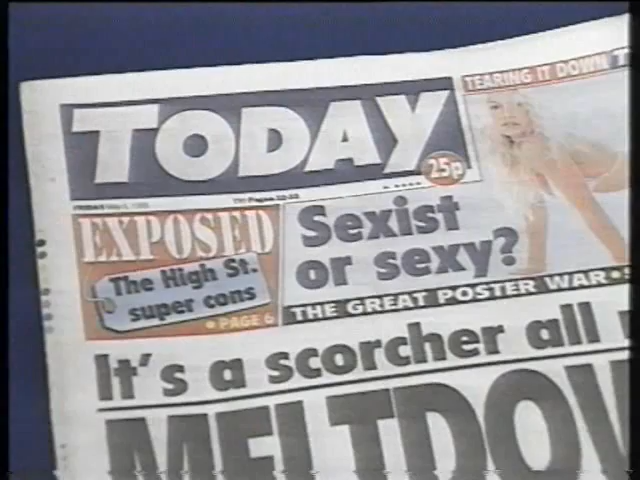 TEARING IT DOWN
TODAY
25p
EXPOSED
The High St.
super cons
• PAGE 6
Sexist
or sexy?
THE GREAT POSTER WAR•
It's a scorcher all
MELTDOW